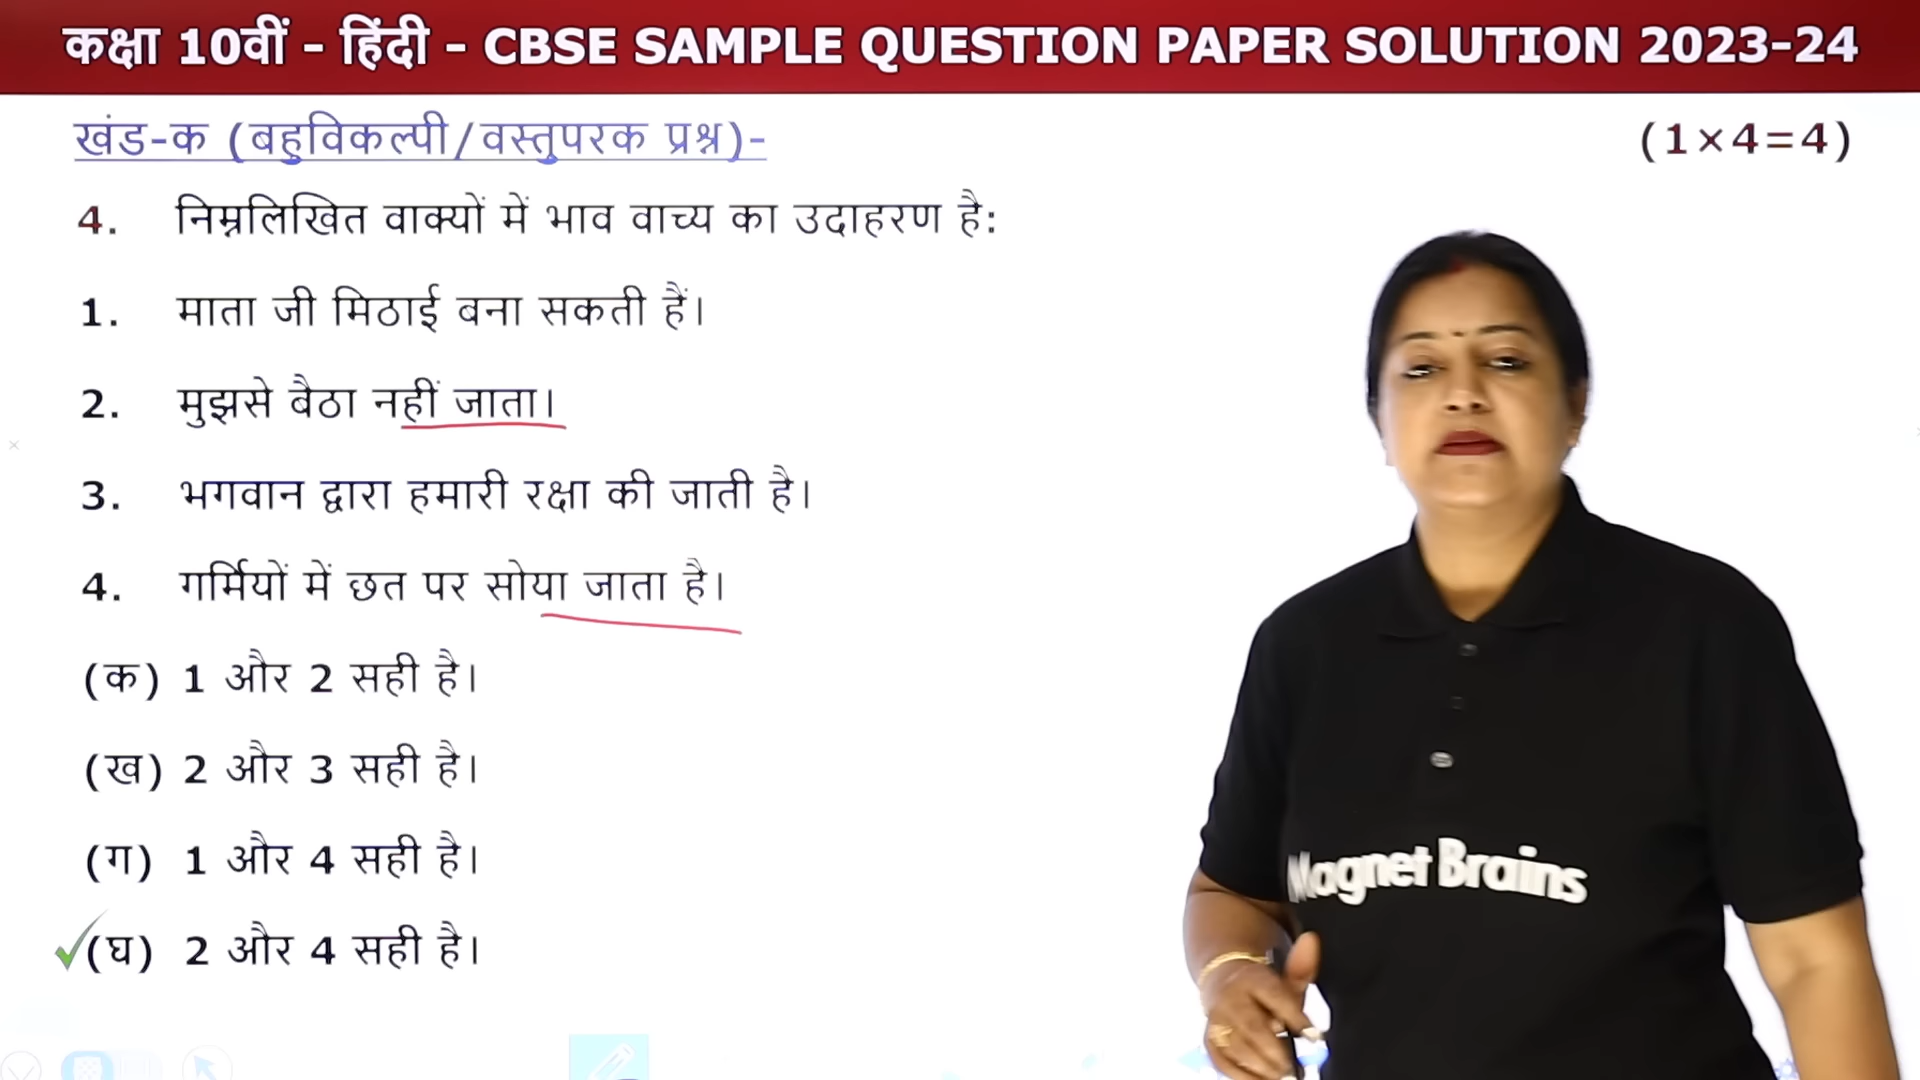 कक्षा 10वीं - हिंदी - CBSE SAMPLE QUESTION PAPER SOLUTION 2023-24
खंड-क (बहुविकल्पी/वस्तुपरक प्रश्न)- (1×4=4)
4. निम्नलिखित वाक्यों में भाव वाच्य का उदाहरण है:
1. माता जी मिठाई बना सकती हैं।
2. मुझसे बैठा नहीं जाता।
3. भगवान द्वारा हमारी रक्षा की जाती है।
4. गर्मियों में छत पर सोया जाता है।
(क) 1 और 2 सही है।
(ख) 2 और 3 सही है।
(ग) 1 और 4 सही है।
(घ) 2 और 4 सही है।
Magnet Brains